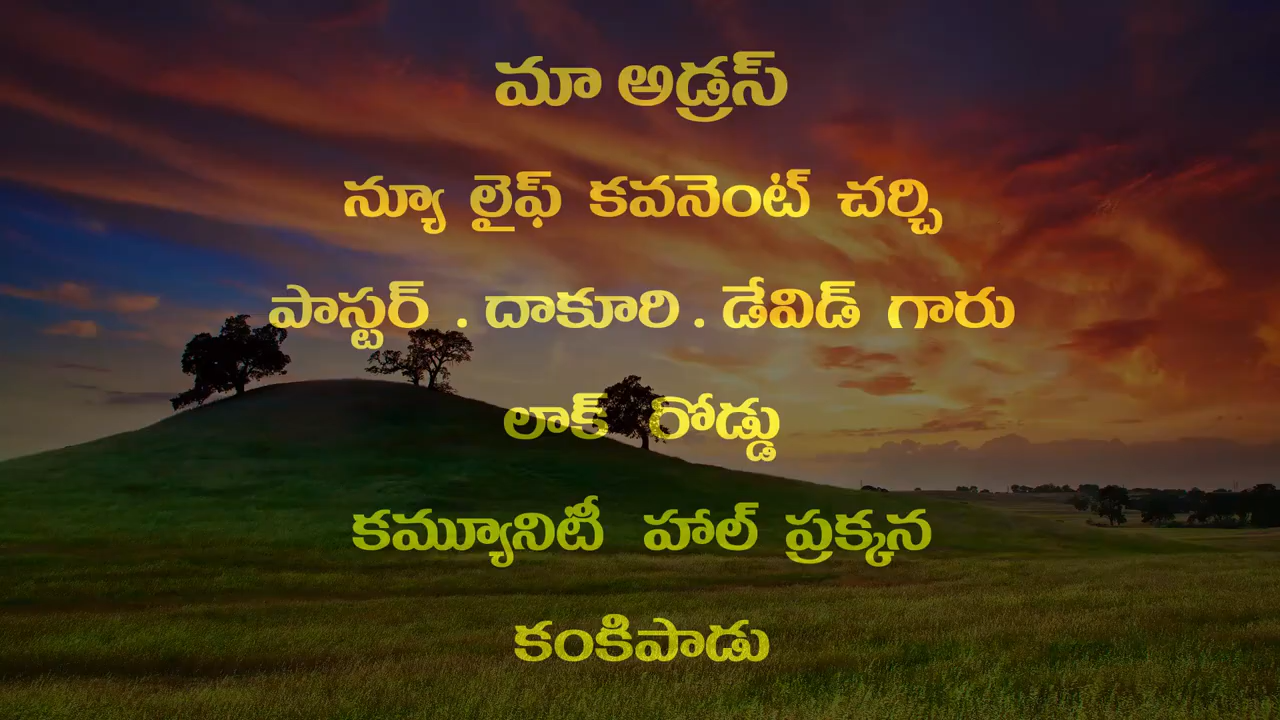 మా అడ్రస్
న్యూ లైఫ్ కవనెంట్ చర్చి
పాస్టర్ . దాకూరి . డేవిడ్ గారు
లాక్ రోడ్డు
కమ్యూనిటీ హాల్ ప్రక్కన
కంకిపాడు